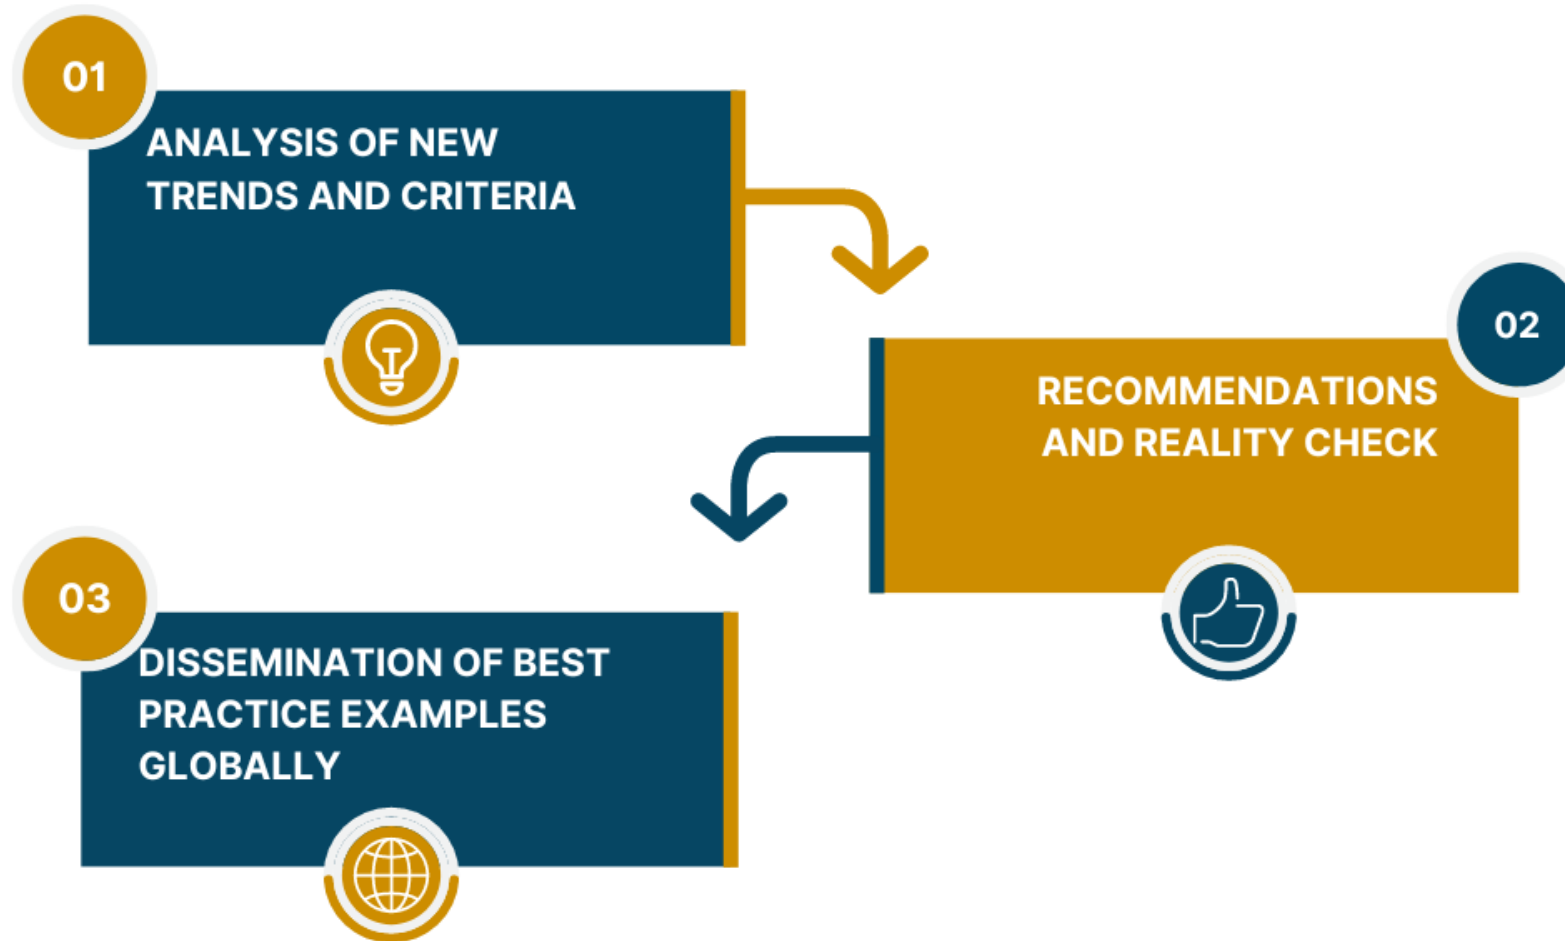 01
ANALYSIS OF NEW
TRENDS AND CRITERIA
02
RECOMMENDATIONS
AND REALITY CHECK
03
DISSEMINATION OF BEST
PRACTICE EXAMPLES
GLOBALLY